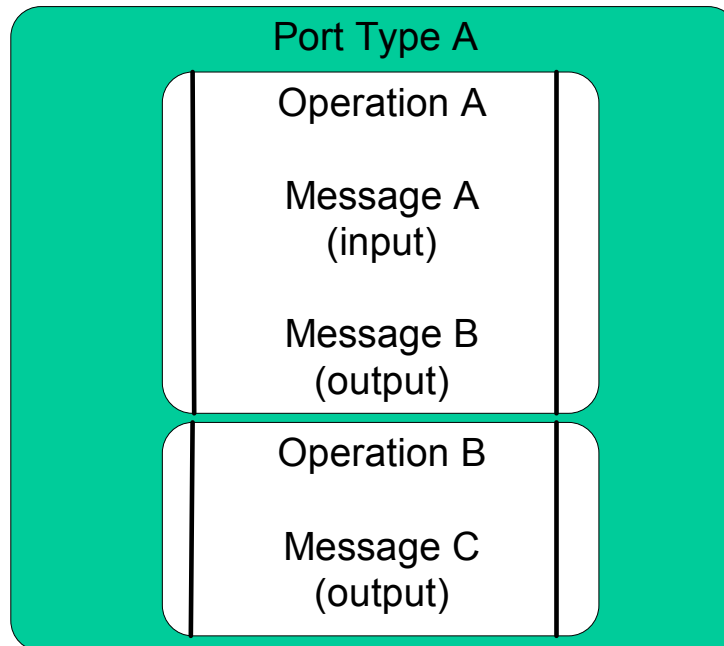 Port Type A
Operation A
Message A
(input)
Message B
(output)
Operation B
Message C
(output)